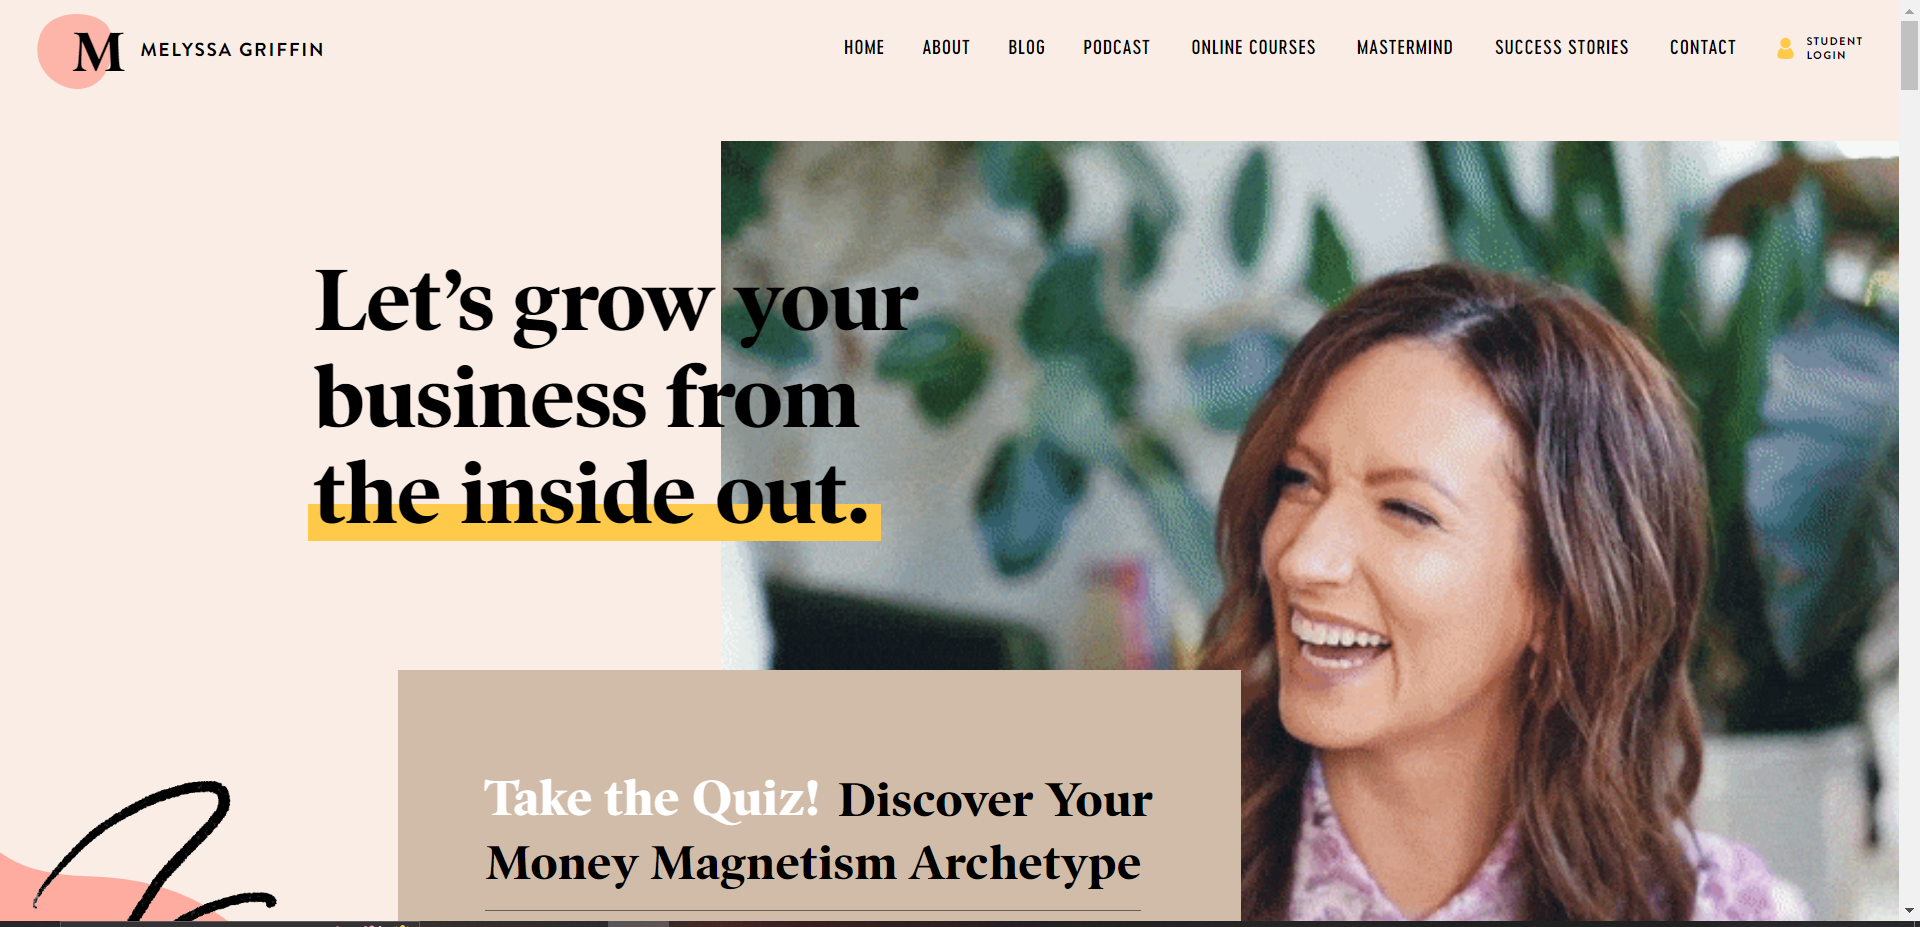 M MELYSSA GRIFFIN
HOME ABOUT BLOG PODCAST ONLINE COURSES MASTERMIND SUCCESS STORIES CONTACT
STUDENT
LOGIN
Let’s grow your
business from
the inside out.
Take the Quiz! Discover Your
Money Magnetism Archetype